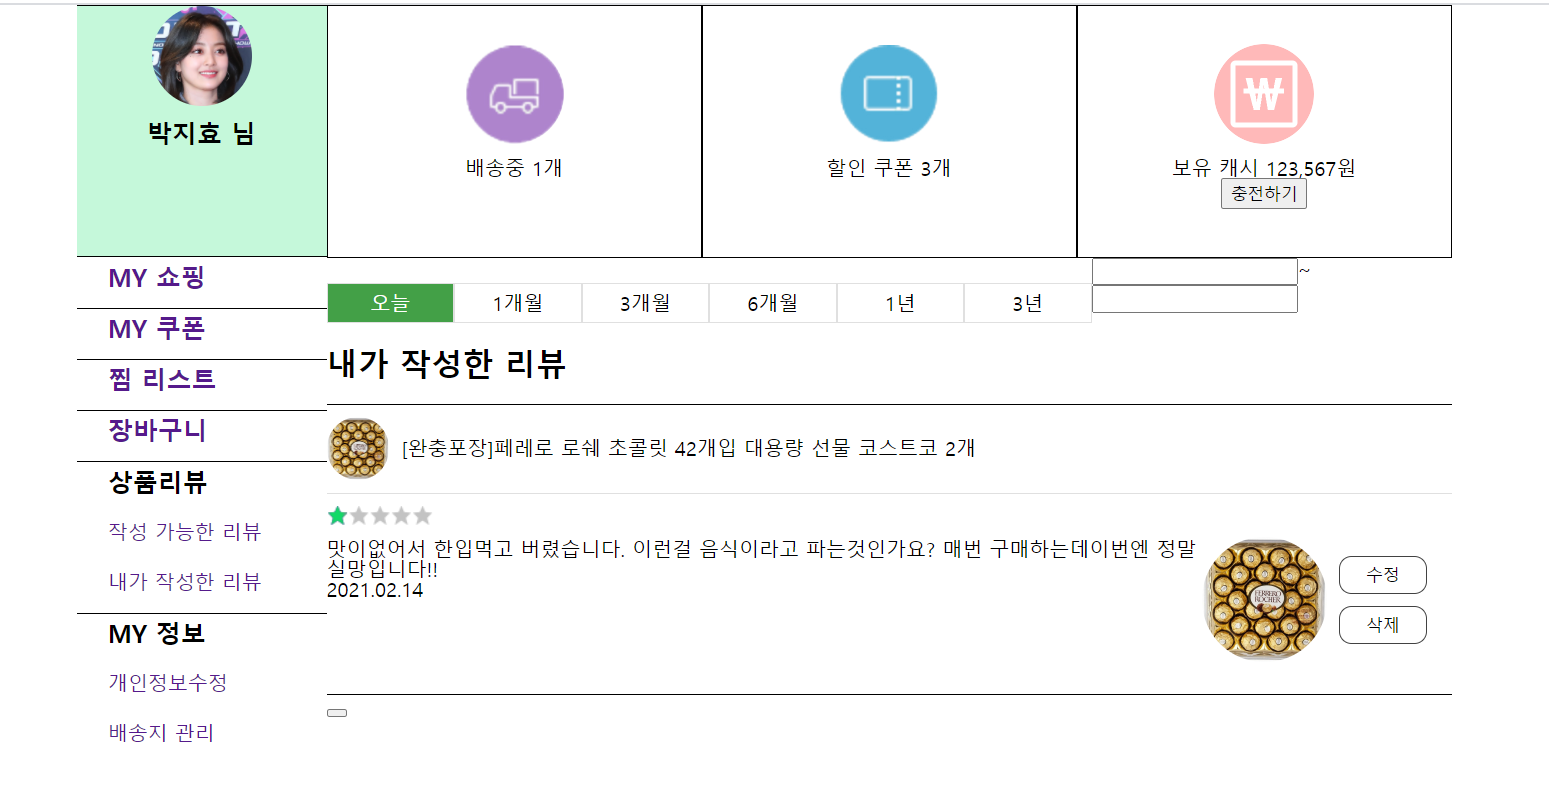 박지효 님
배송중 1개
할인 쿠폰 3개
₩
보유 캐시 123,567원
충전하기
MY 쇼핑
MY 쿠폰
찜 리스트
장바구니
상품리뷰
작성 가능한 리뷰
내가 작성한 리뷰
MY 정보
개인정보수정
배송지 관리
오늘
1개월
3개월
6개월
1년
3년
~
내가 작성한 리뷰
[완충포장]페레로 로쉐 초콜릿 42개입 대용량 선물 코스트코 2개
맛이없어서 한입먹고 버렸습니다. 이런걸 음식이라고 파는것인가요? 매번 구매하는데이번엔 정말
실망입니다!!
2021.02.14
FERRERO
ROCHER
수정
삭제